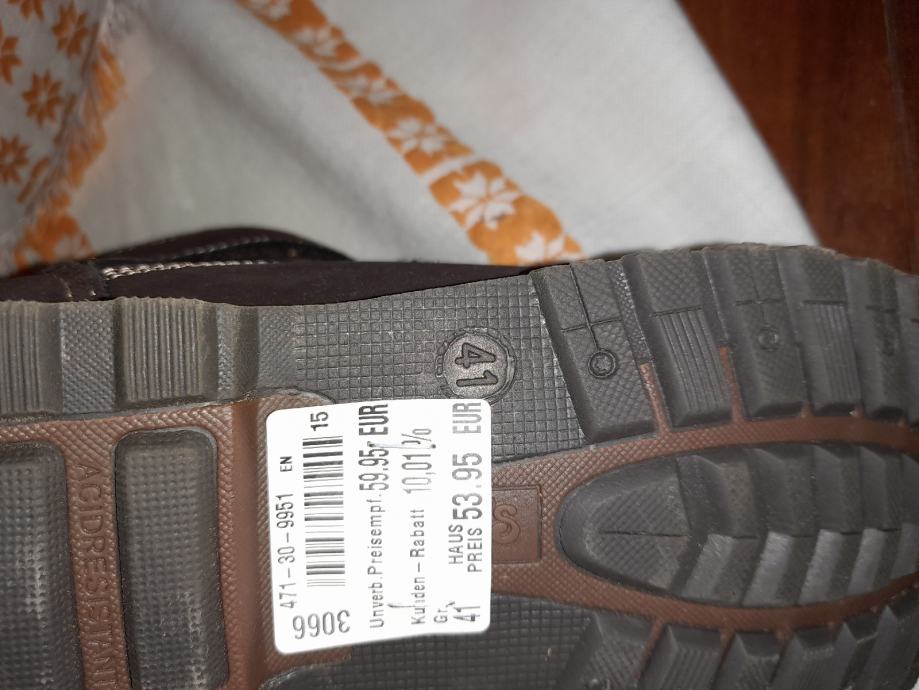 41
471-30-9951 EN 15
3066
Unverb.Preisempf. 59.95 EUR
Kunden-Rabatt 10,01%
HAUS
PREIS 53.95 EUR
Gr.
41
S
ACIDRESISTAN